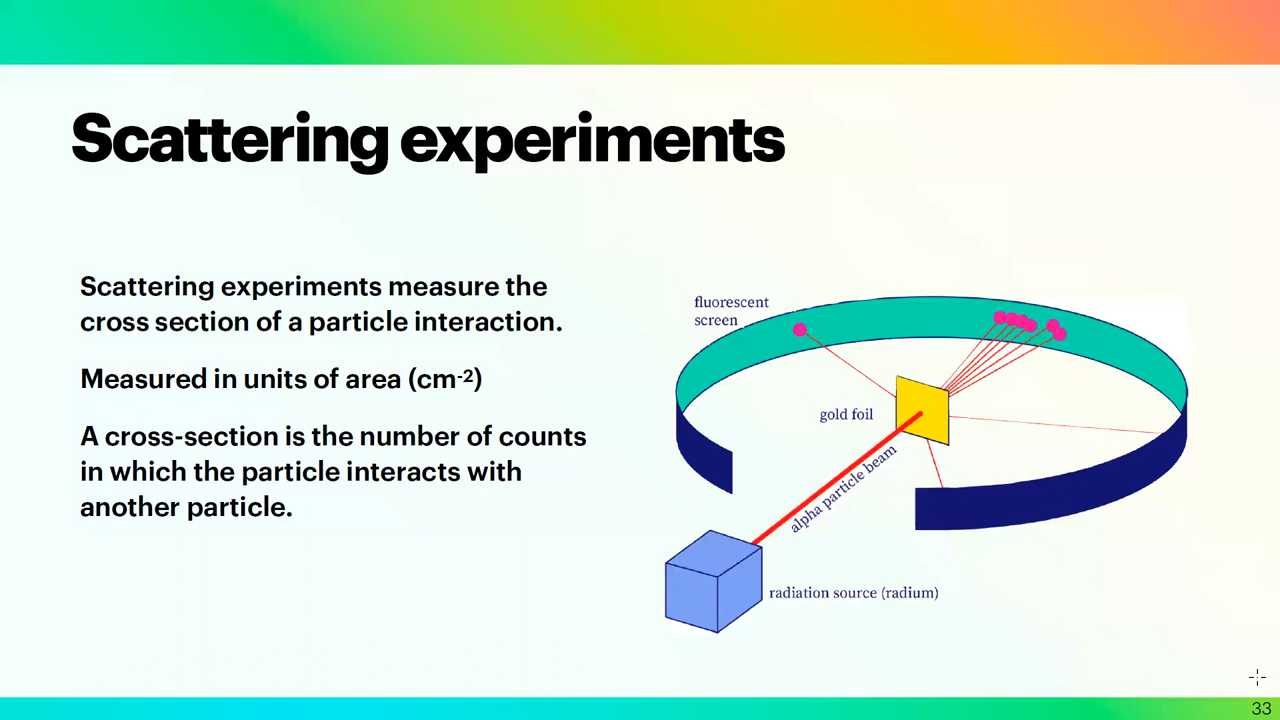 Scattering experiments
Scattering experiments measure the
cross section of a particle interaction.
Measured in units of area (cm-2)
A cross-section is the number of counts
in which the particle interacts with
another particle.
fluorescent
screen
gold foil
alpha particle beam
radiation source (radium)
33